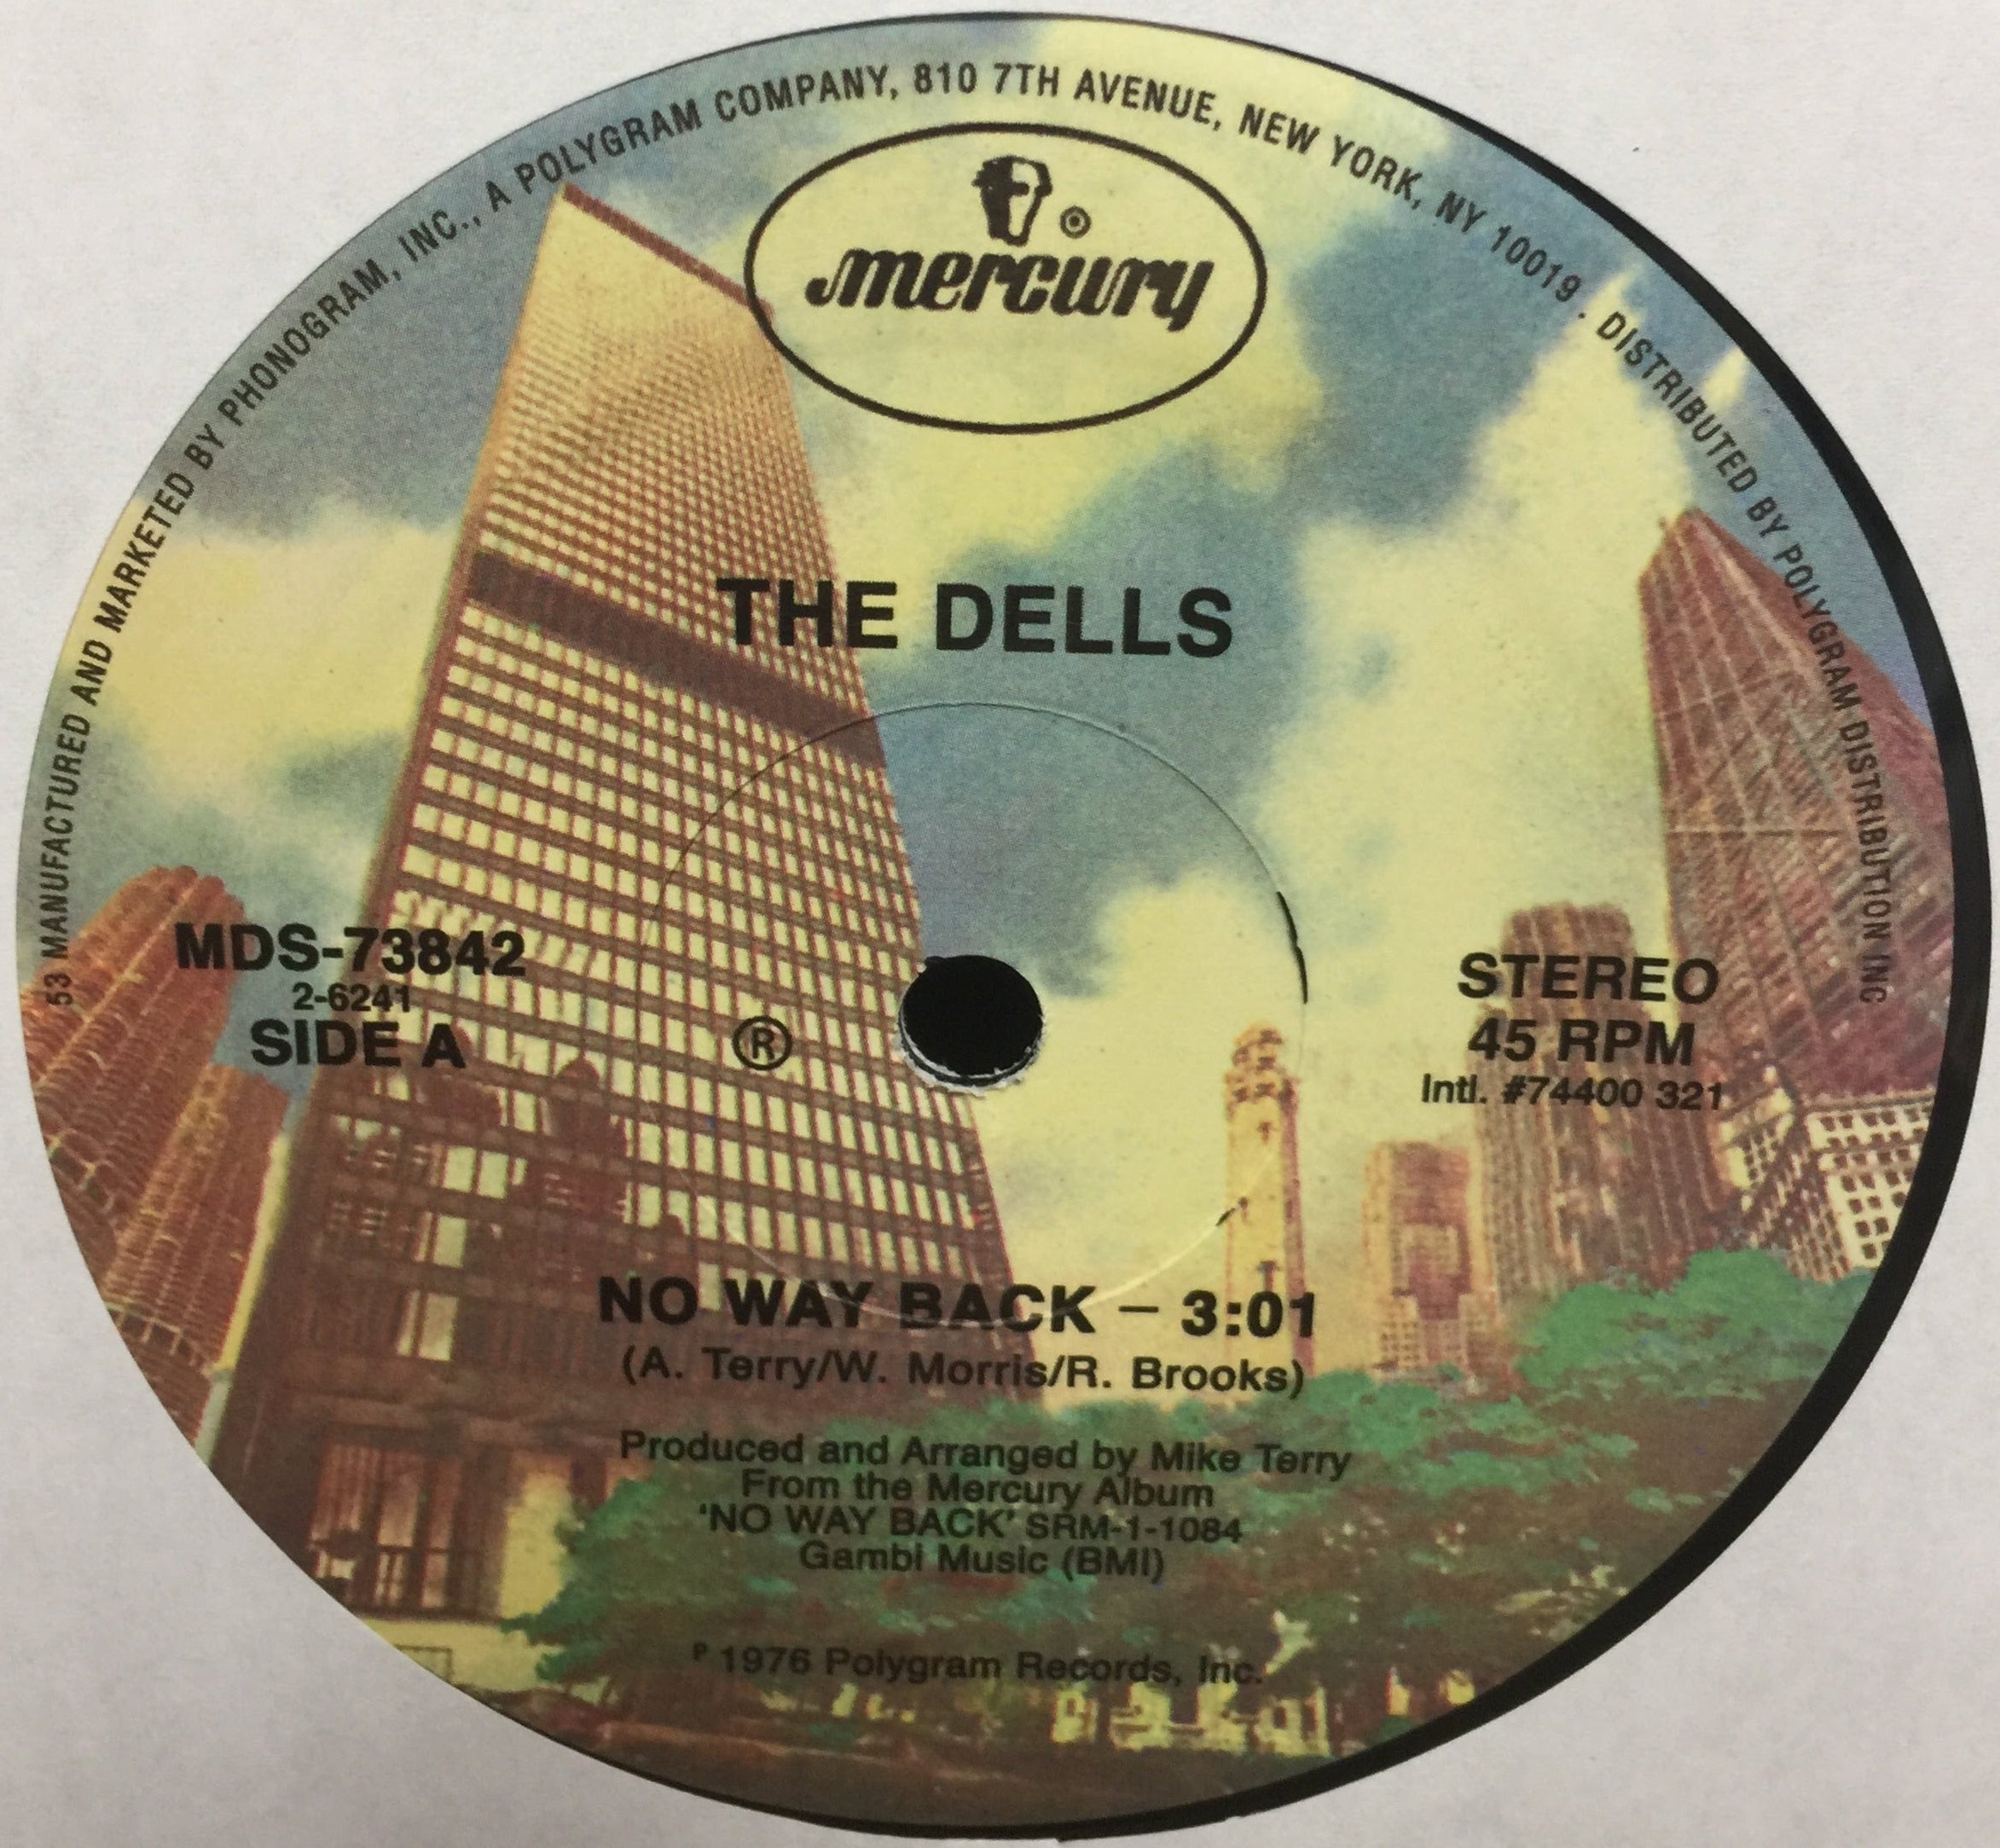 53 MANUFACTURED AND MARKETED BY PHONOGRAM, INC., A POLYGRAM COMPANY, 810 7TH AVENUE, NEW YORK, NY 10019 . DISTRIBUTED BY POLYGRAM DISTRIBUTION INC
®
mercury
THE DELLS
MDS-73842
2-6241
SIDE A
®
STEREO
45 RPM
Intl. #74400 321
NO WAY BACK – 3:01
(A. Terry/W. Morris/R. Brooks)
Produced and Arranged by Mike Terry
From the Mercury Album
'NO WAY BACK' SRM-1-1084
Gambi Music (BMI)
P 1976 Polygram Records, Inc.